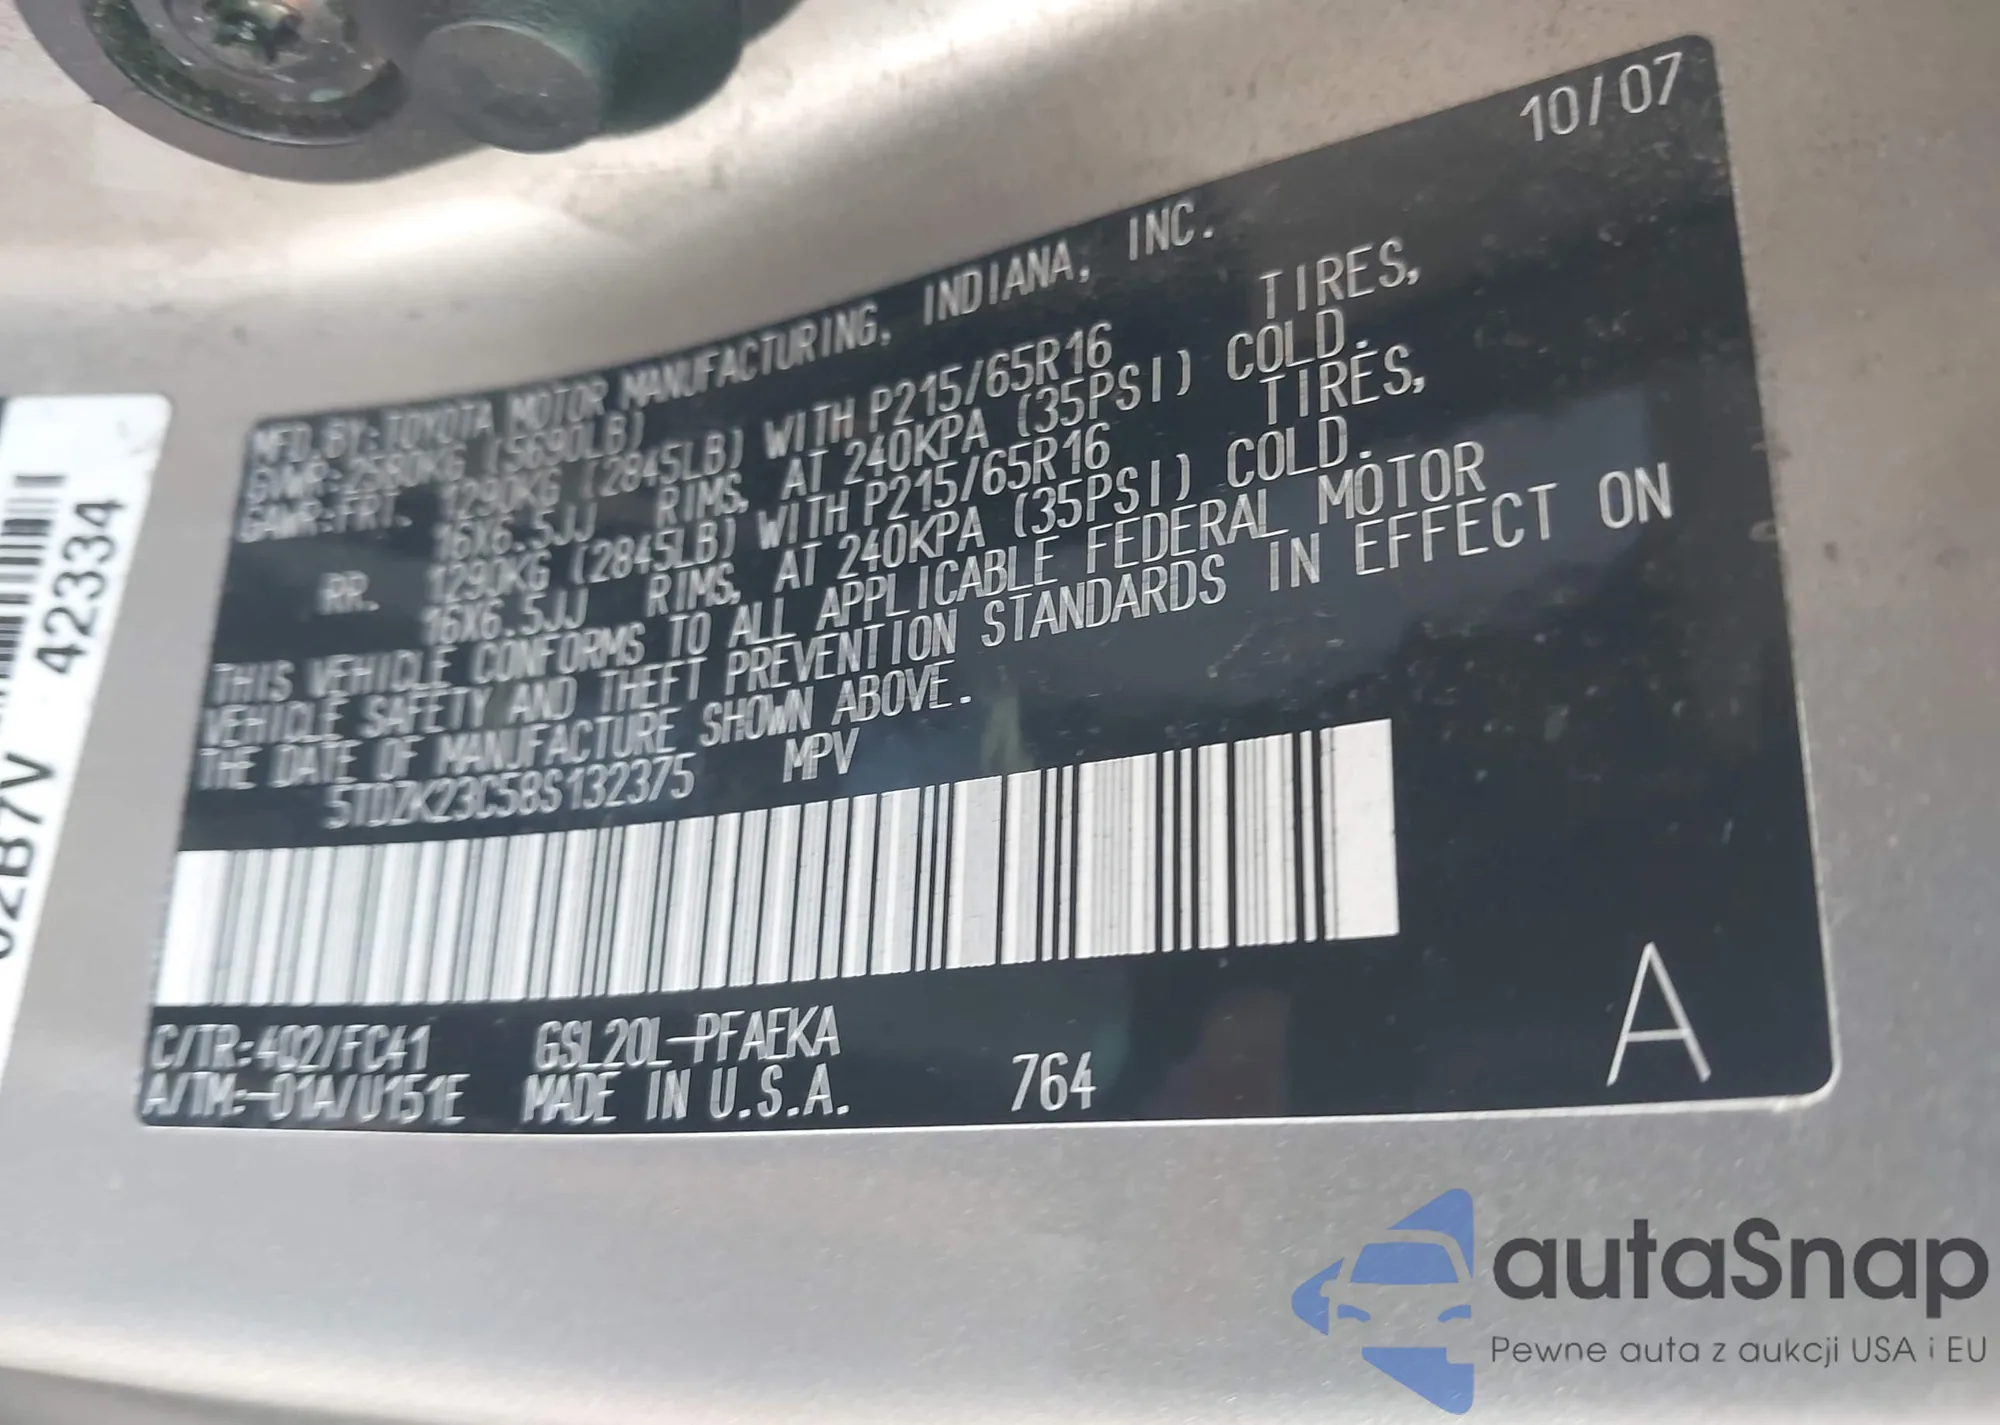 10/07
MFD.BY:TOYOTA MOTOR MANUFACTURING, INDIANA, INC.
GVWR:2580KG (5690LB)
GAWR:FRT. 1290KG (2845LB) WITH P215/65R16 TIRES,
16X6.5JJ RIMS, AT 240KPA (35PSI) COLD.
RR. 1290KG (2845LB) WITH P215/65R16 TIRES,
16X6.5JJ RIMS, AT 240KPA (35PSI) COLD.
THIS VEHICLE CONFORMS TO ALL APPLICABLE FEDERAL MOTOR
VEHICLE SAFETY AND THEFT PREVENTION STANDARDS IN EFFECT ON
THE DATE OF MANUFACTURE SHOWN ABOVE.
5TDZK23C58S132375 MPV
C/TR:4Q2/FC41 GSL20L-PFAEKA
A/TM:-01A/U151E MADE IN U.S.A. 764 A
42334
autaSnap
Pewne auta z aukcji USA i EU